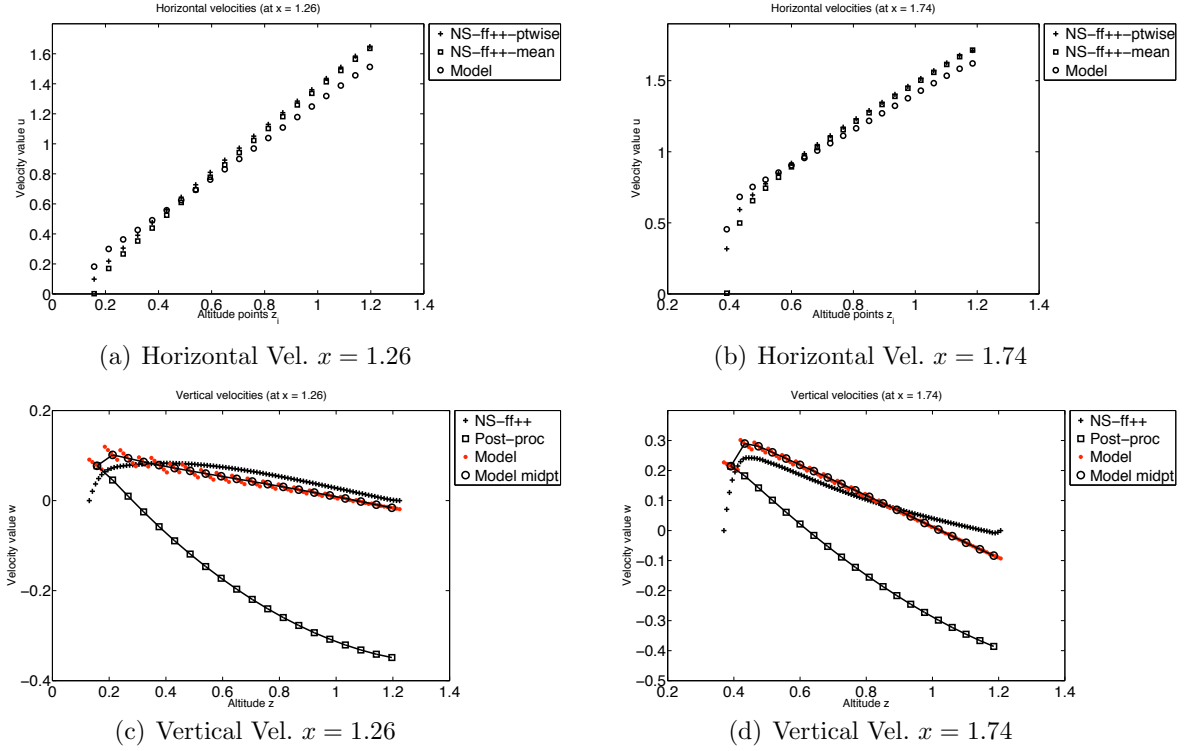 Horizontal velocities (at x = 1.26)
Velocity value u
1.6
1.4
1.2
1
0.8
0.6
0.4
0.2
0
0 0.2 0.4 0.6 0.8 1 1.2 1.4
Altitude points z_i
NS-ff++-ptwise
NS-ff++-mean
Model
(a) Horizontal Vel. x = 1.26
Horizontal velocities (at x = 1.74)
Velocity value u
1.5
1
0.5
0
0.2 0.4 0.6 0.8 1 1.2 1.4
Altitude points z_i
NS-ff++-ptwise
NS-ff++-mean
Model
(b) Horizontal Vel. x = 1.74
Vertical velocities (at x = 1.26)
Velocity value w
0.2
0
−0.2
−0.4
0 0.2 0.4 0.6 0.8 1 1.2 1.4
Altitude z
NS-ff++
Post-proc
Model
Model midpt
(c) Vertical Vel. x = 1.26
Vertical velocities (at x = 1.74)
Velocity value w
0.4
0.3
0.2
0.1
0
−0.1
−0.2
−0.3
−0.4
−0.5
0.2 0.4 0.6 0.8 1 1.2 1.4
Altitude z
NS-ff++
Post-proc
Model
Model midpt
(d) Vertical Vel. x = 1.74